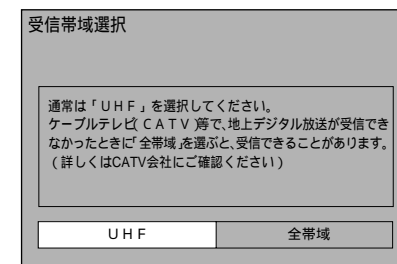 受信帯域選択
通常は「UHF」を選択してください。
ケーブルテレビ(CATV)等で、地上デジタル放送が受信でき
なかったときに「全帯域」を選ぶと、受信できることがあります。
(詳しくはCATV会社にご確認ください)
UHF
全帯域